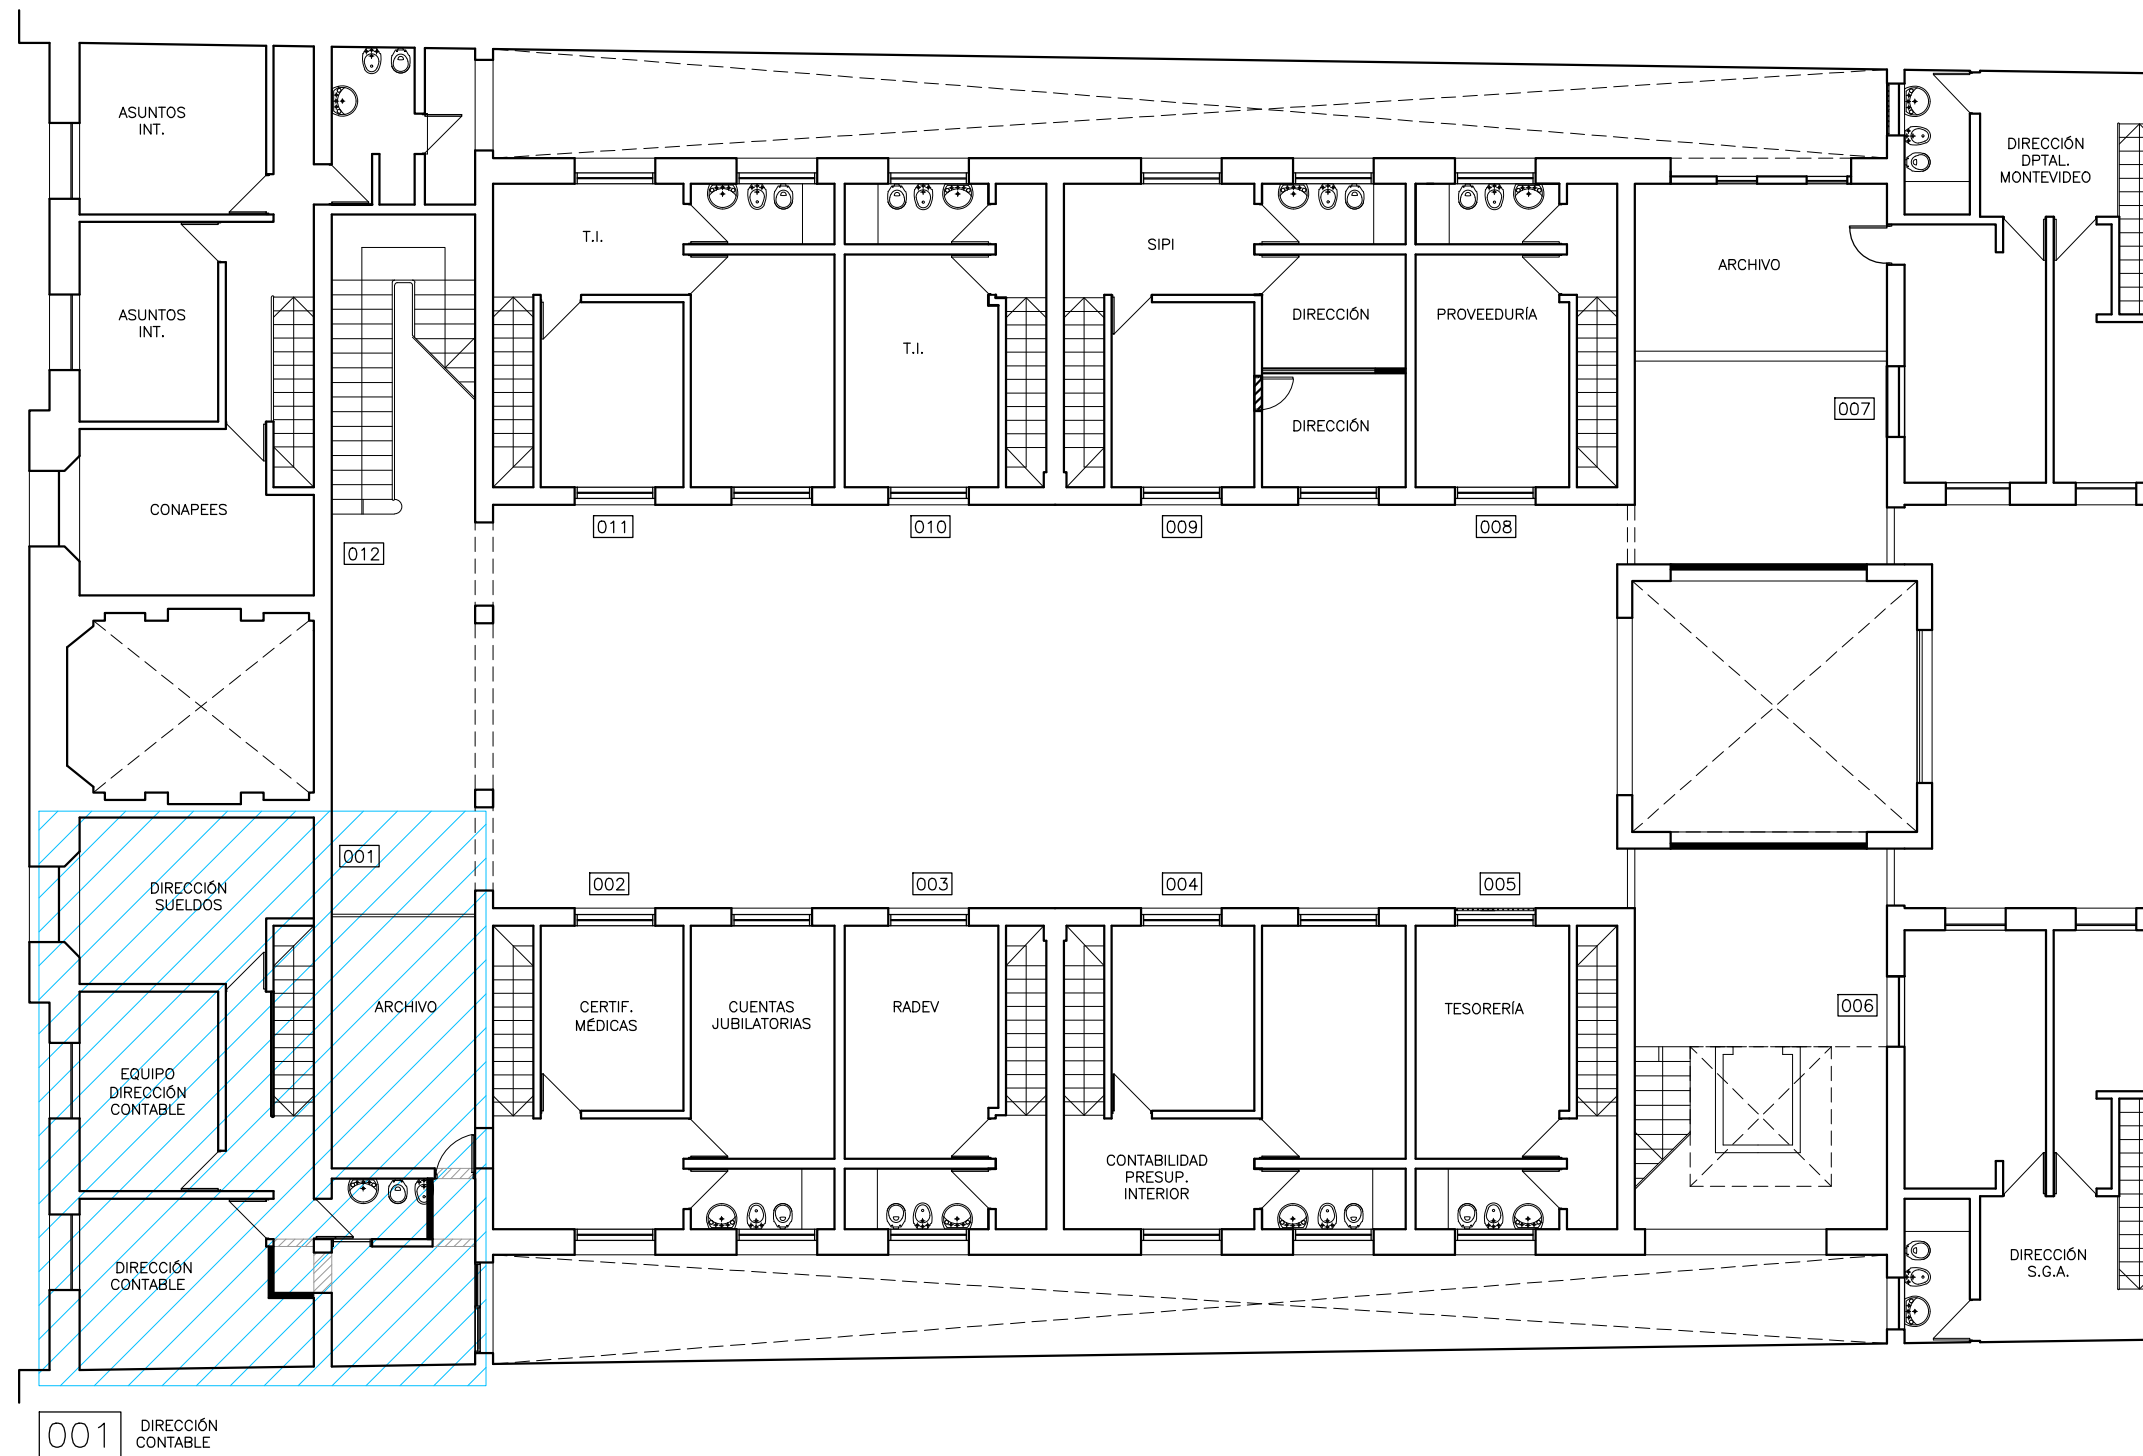 ASUNTOS
INT.
DIRECCIÓN
DPTAL.
MONTEVIDEO
T.I.
SIPI
ARCHIVO
ASUNTOS
INT.
T.I.
DIRECCIÓN
PROVEEDURÍA
007
DIRECCIÓN
CONAPEES
012
011
010
009
008
001
DIRECCIÓN
SUELDOS
002
003
004
005
ARCHIVO
CERTIF.
MÉDICAS
CUENTAS
JUBILATORIAS
RADEV
TESORERÍA
006
EQUIPO
DIRECCIÓN
CONTABLE
CONTABILIDAD
PRESUP.
INTERIOR
DIRECCIÓN
CONTABLE
DIRECCIÓN
S.G.A.
001
DIRECCIÓN
CONTABLE